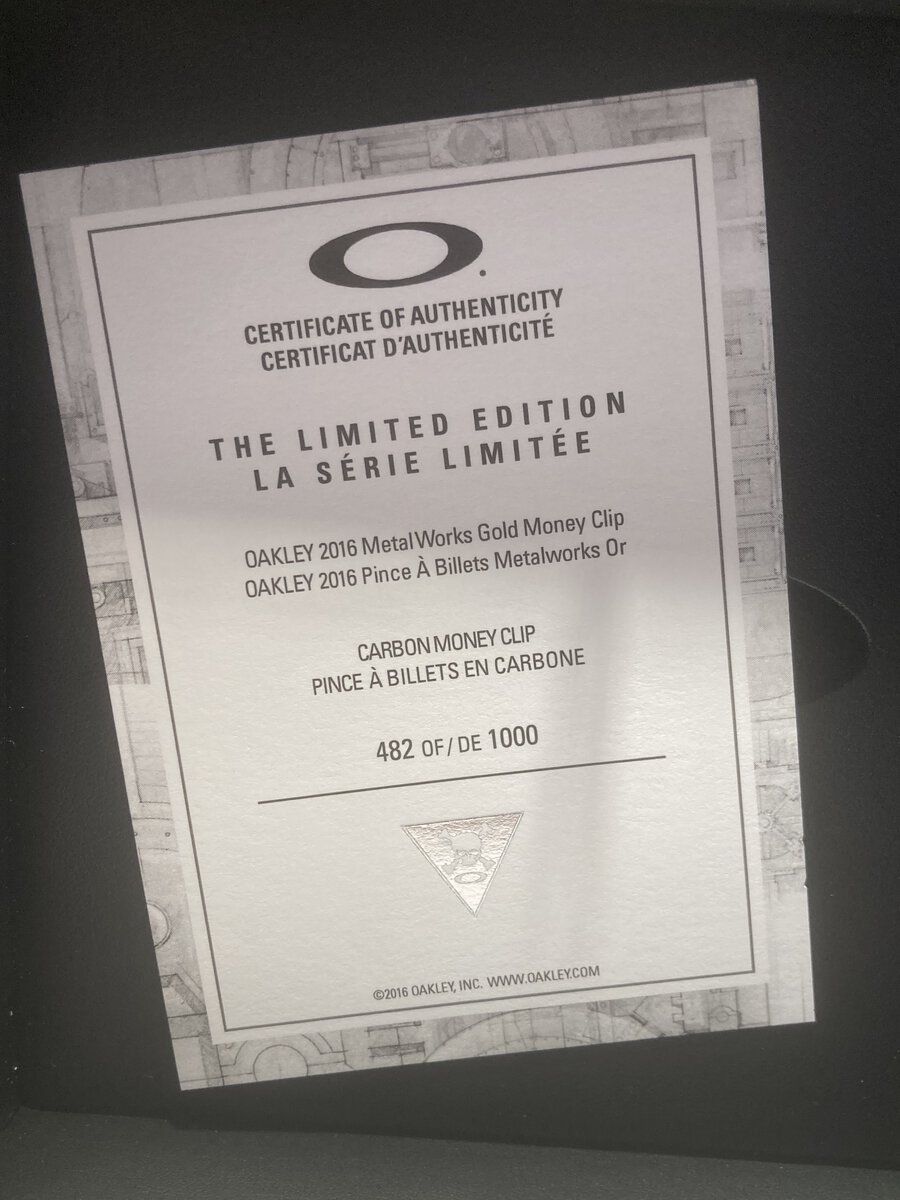 CERTIFICATE OF AUTHENTICITY
CERTIFICAT D'AUTHENTICITÉ
THE LIMITED EDITION
LA SÉRIE LIMITÉE
OAKLEY 2016 MetalWorks Gold Money Clip
OAKLEY 2016 Pince À Billets Metalworks Or
CARBON MONEY CLIP
PINCE À BILLETS EN CARBONE
482 OF / DE 1000
©2016 OAKLEY, INC. WWW.OAKLEY.COM